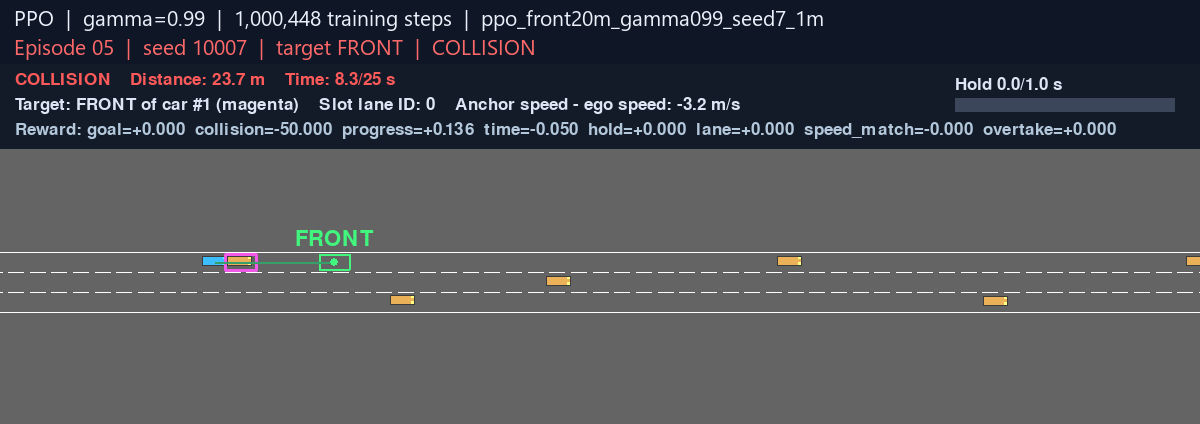 PPO | gamma=0.99 | 1,000,448 training steps | ppo_front20m_gamma099_seed7_1m
Episode 05 | seed 10007 | target FRONT | COLLISION
COLLISION Distance: 23.7 m Time: 8.3/25 s
Hold 0.0/1.0 s
Target: FRONT of car #1 (magenta) Slot lane ID: 0 Anchor speed - ego speed: -3.2 m/s
Reward: goal=+0.000 collision=-50.000 progress=+0.136 time=-0.050 hold=+0.000 lane=+0.000 speed_match=-0.000 overtake=+0.000
FRONT